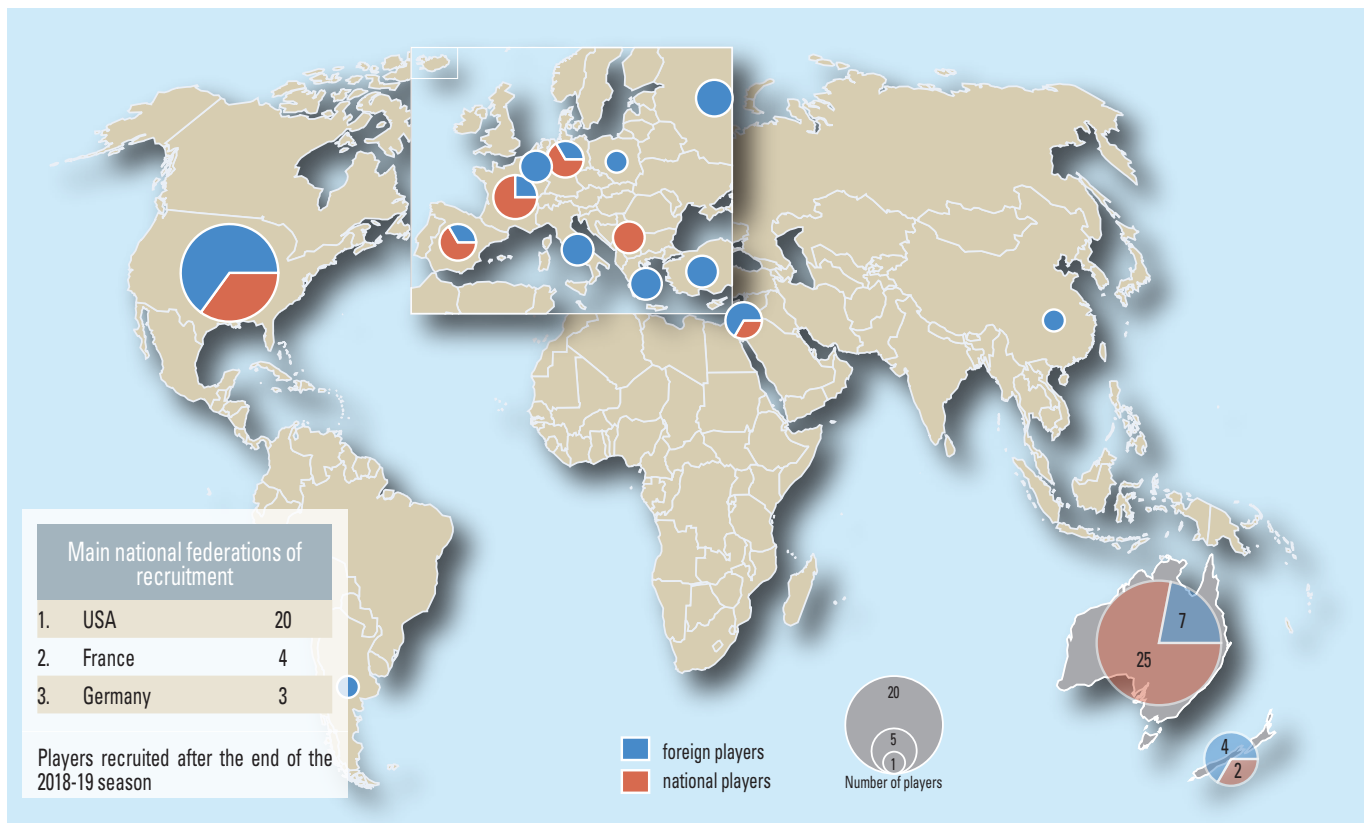 Main national federations of
recruitment
1. USA 20
2. France 4
3. Germany 3
Players recruited after the end of the
2018-19 season
foreign players
national players
20
5
1
Number of players
7
25
4
2